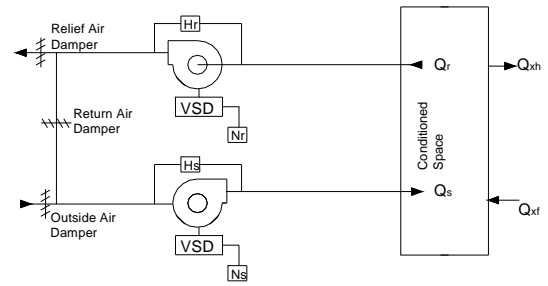 Relief Air
Damper
Hr
VSD
Nr
Return Air
Damper
Hs
Outside Air
Damper
VSD
Ns
Conditioned
Space
Qr
Qs
Qxh
Qxf